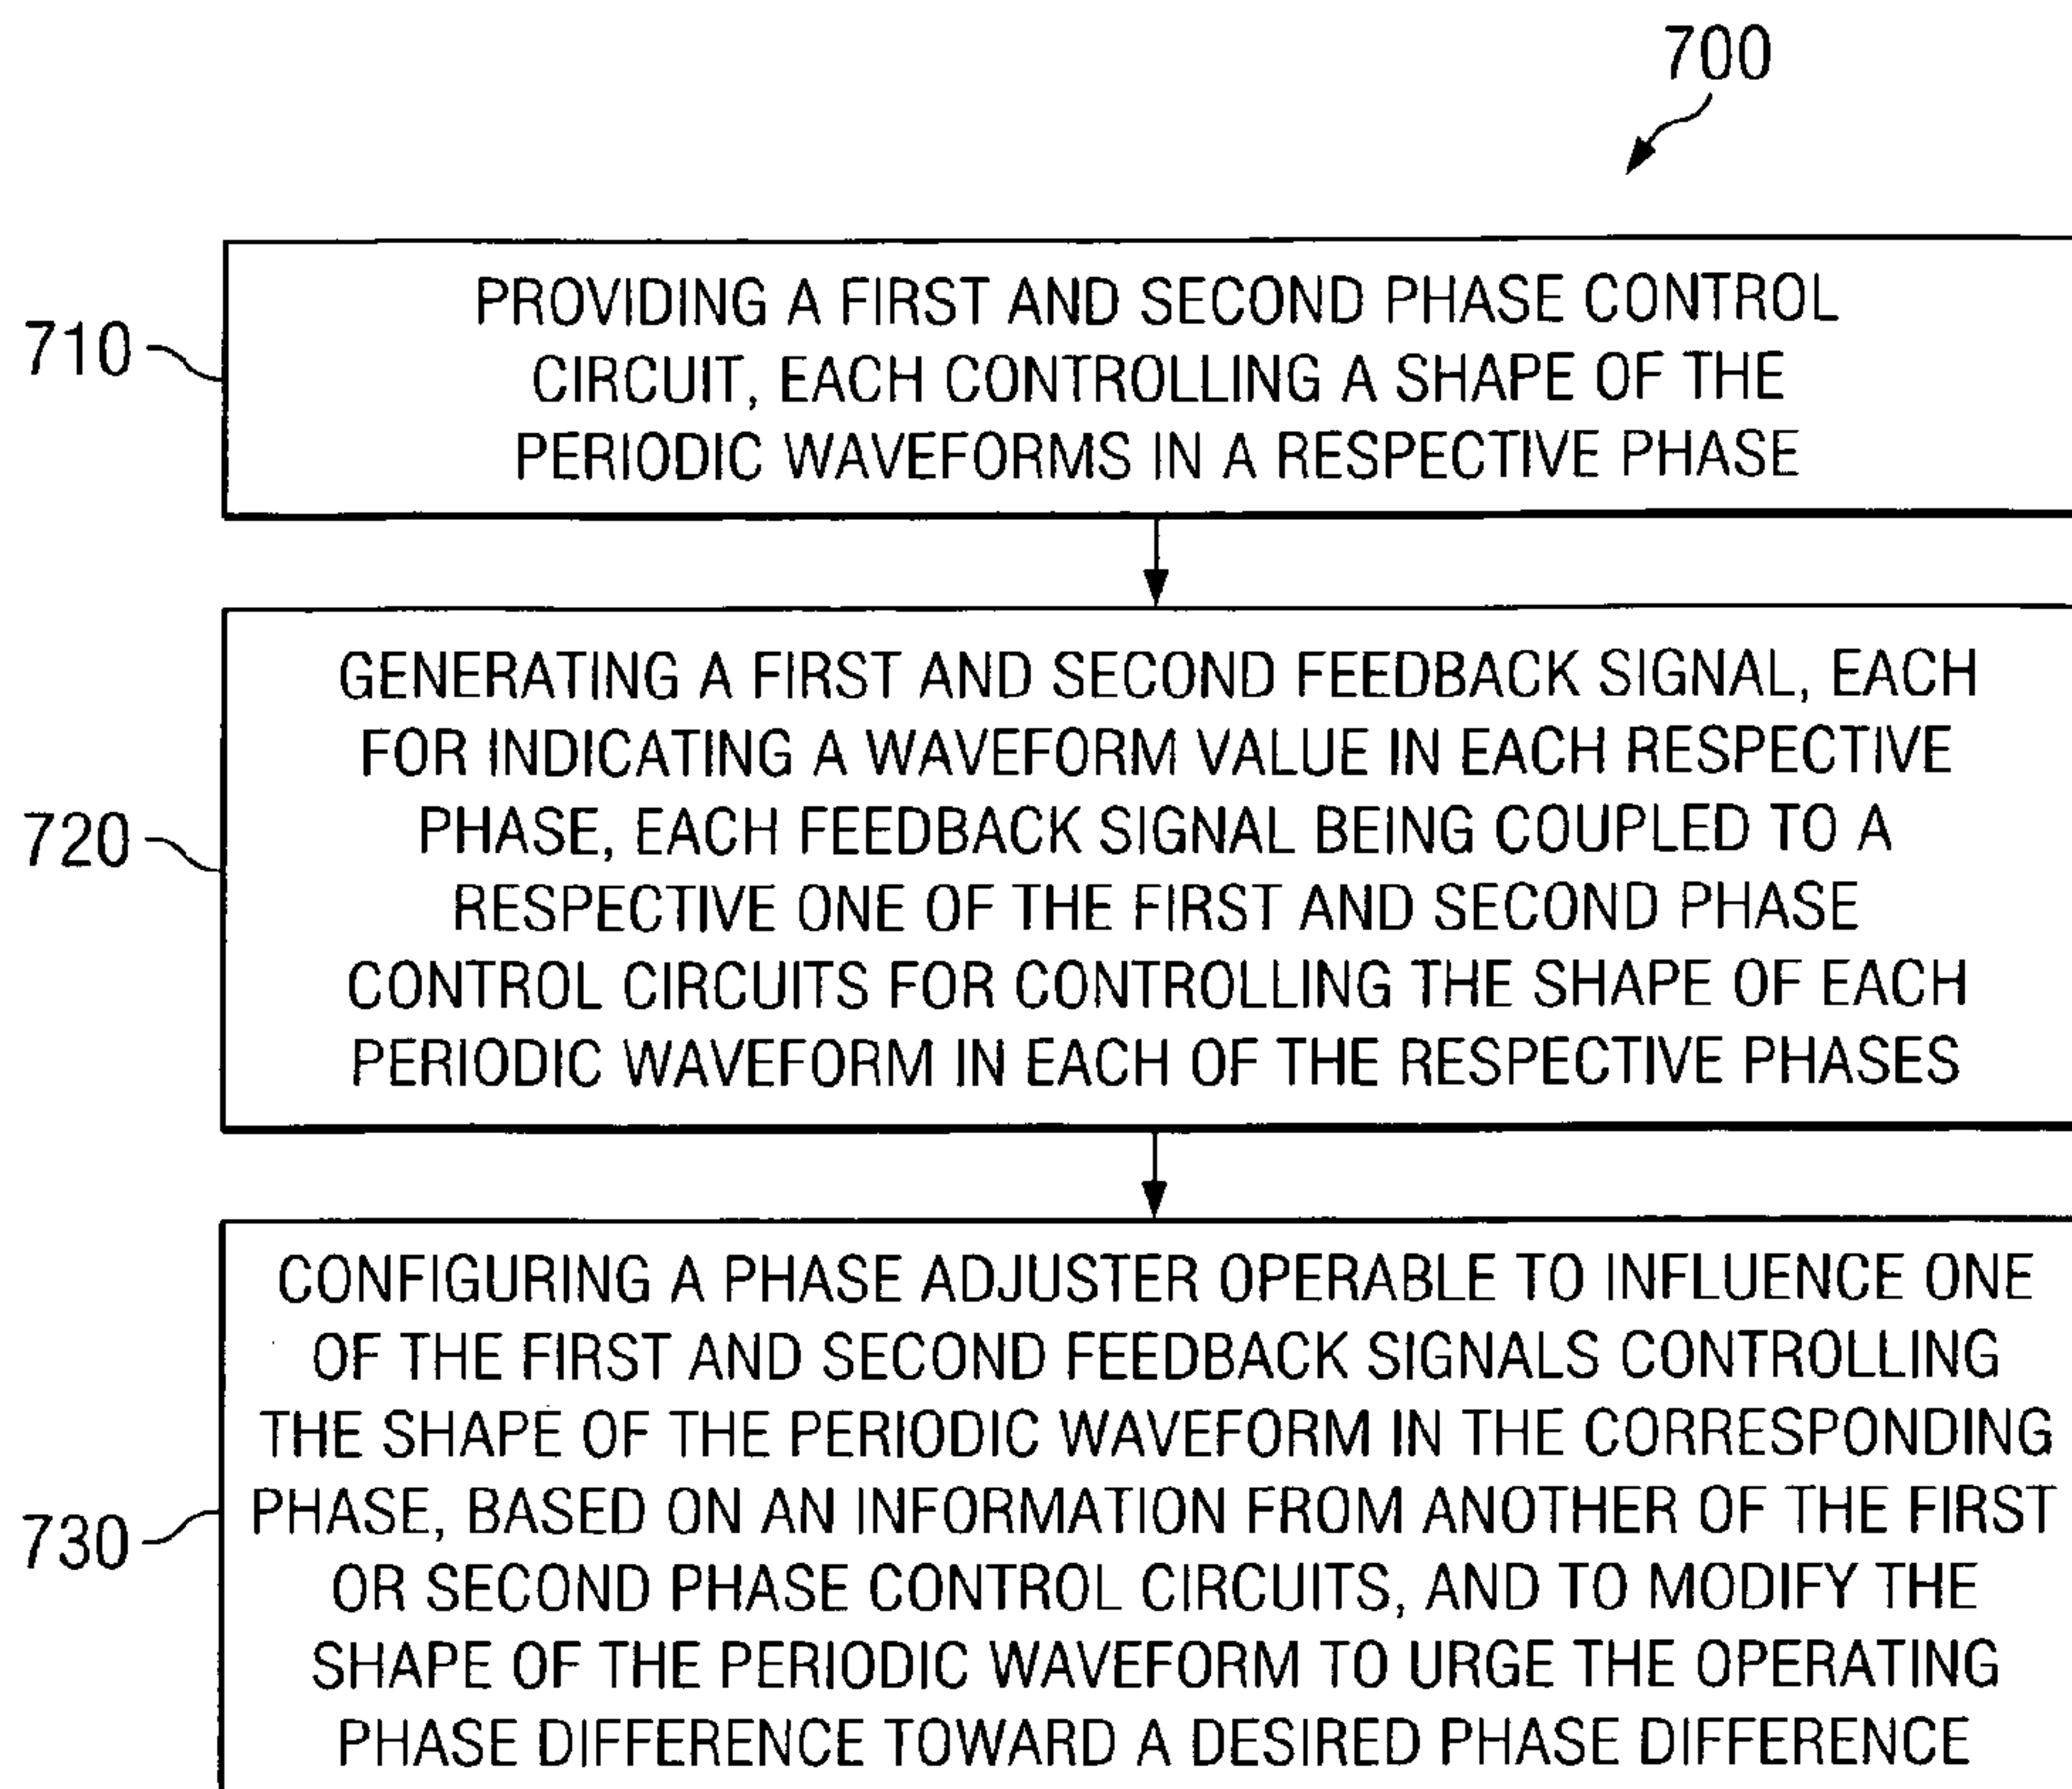 700
710
PROVIDING A FIRST AND SECOND PHASE CONTROL
CIRCUIT, EACH CONTROLLING A SHAPE OF THE
PERIODIC WAVEFORMS IN A RESPECTIVE PHASE
720
GENERATING A FIRST AND SECOND FEEDBACK SIGNAL, EACH
FOR INDICATING A WAVEFORM VALUE IN EACH RESPECTIVE
PHASE, EACH FEEDBACK SIGNAL BEING COUPLED TO A
RESPECTIVE ONE OF THE FIRST AND SECOND PHASE
CONTROL CIRCUITS FOR CONTROLLING THE SHAPE OF EACH
PERIODIC WAVEFORM IN EACH OF THE RESPECTIVE PHASES
730
CONFIGURING A PHASE ADJUSTER OPERABLE TO INFLUENCE ONE
OF THE FIRST AND SECOND FEEDBACK SIGNALS CONTROLLING
THE SHAPE OF THE PERIODIC WAVEFORM IN THE CORRESPONDING
PHASE, BASED ON AN INFORMATION FROM ANOTHER OF THE FIRST
OR SECOND PHASE CONTROL CIRCUITS, AND TO MODIFY THE
SHAPE OF THE PERIODIC WAVEFORM TO URGE THE OPERATING
PHASE DIFFERENCE TOWARD A DESIRED PHASE DIFFERENCE